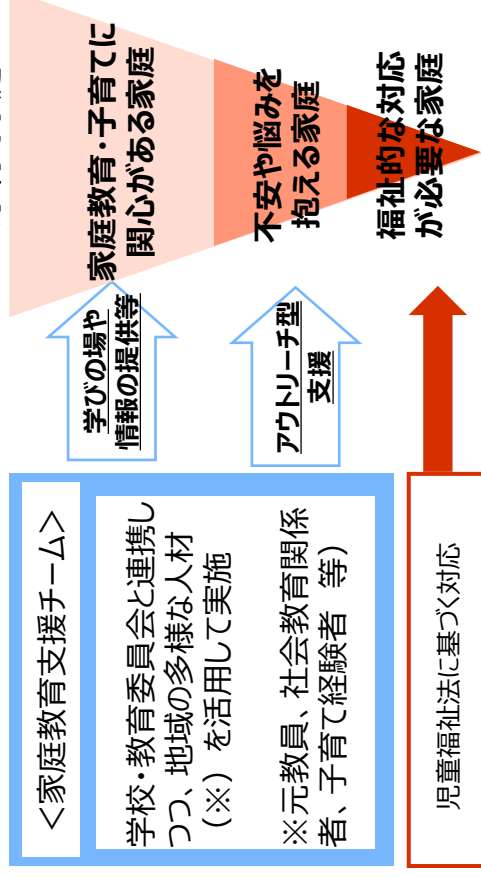 ＜家庭教育支援チーム＞
学校・教育委員会と連携し
つつ、地域の多様な人材
（※）を活用して実施
※元教員、社会教育関係
者、子育て経験者　等）
児童福祉法に基づく対応
学びの場や
情報の提供等
アウトリーチ型
支援
家庭教育・子育てに
関心がある家庭
不安や悩みを
抱える家庭
福祉的な対応
が必要な家庭